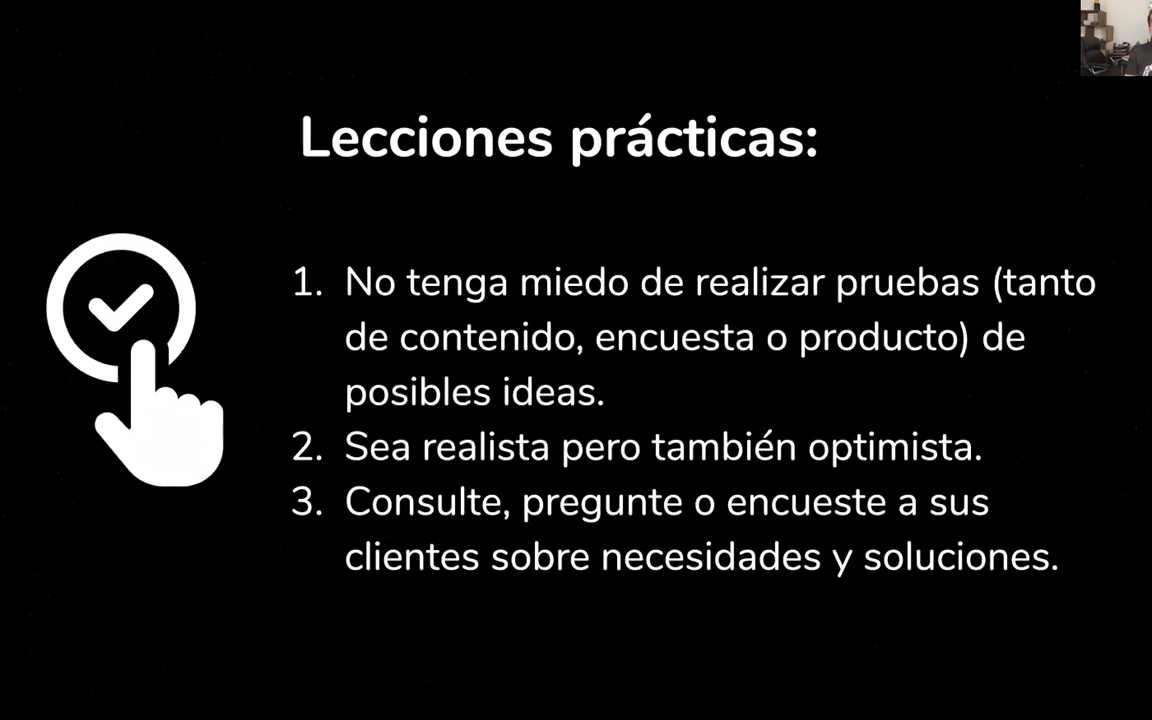 Lecciones prácticas:
1. No tenga miedo de realizar pruebas (tanto
de contenido, encuesta o producto) de
posibles ideas.
2. Sea realista pero también optimista.
3. Consulte, pregunte o encueste a sus
clientes sobre necesidades y soluciones.